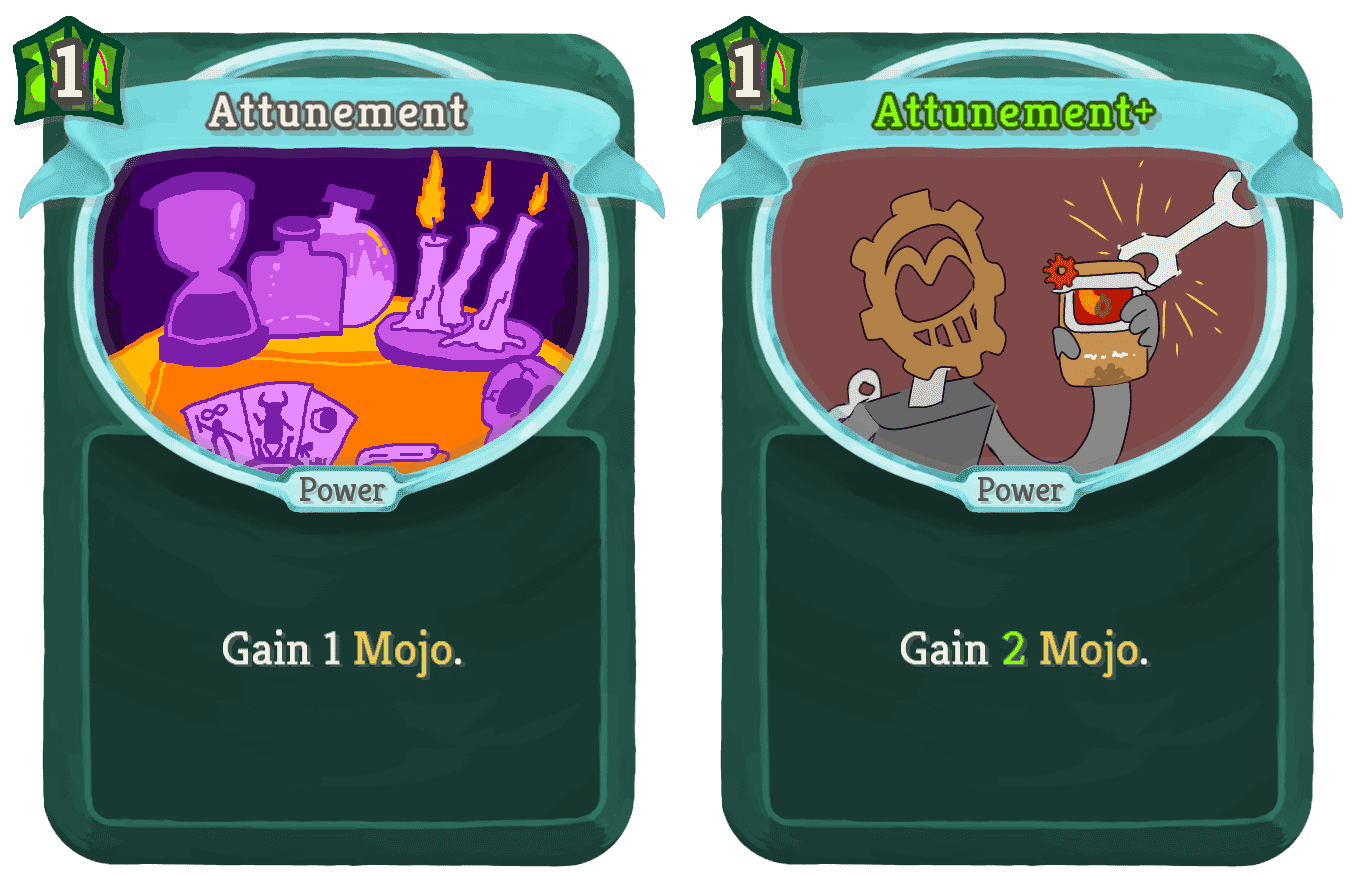 1
Attunement
Power
Gain 1 Mojo.
1
Attunement+
Power
Gain 2 Mojo.